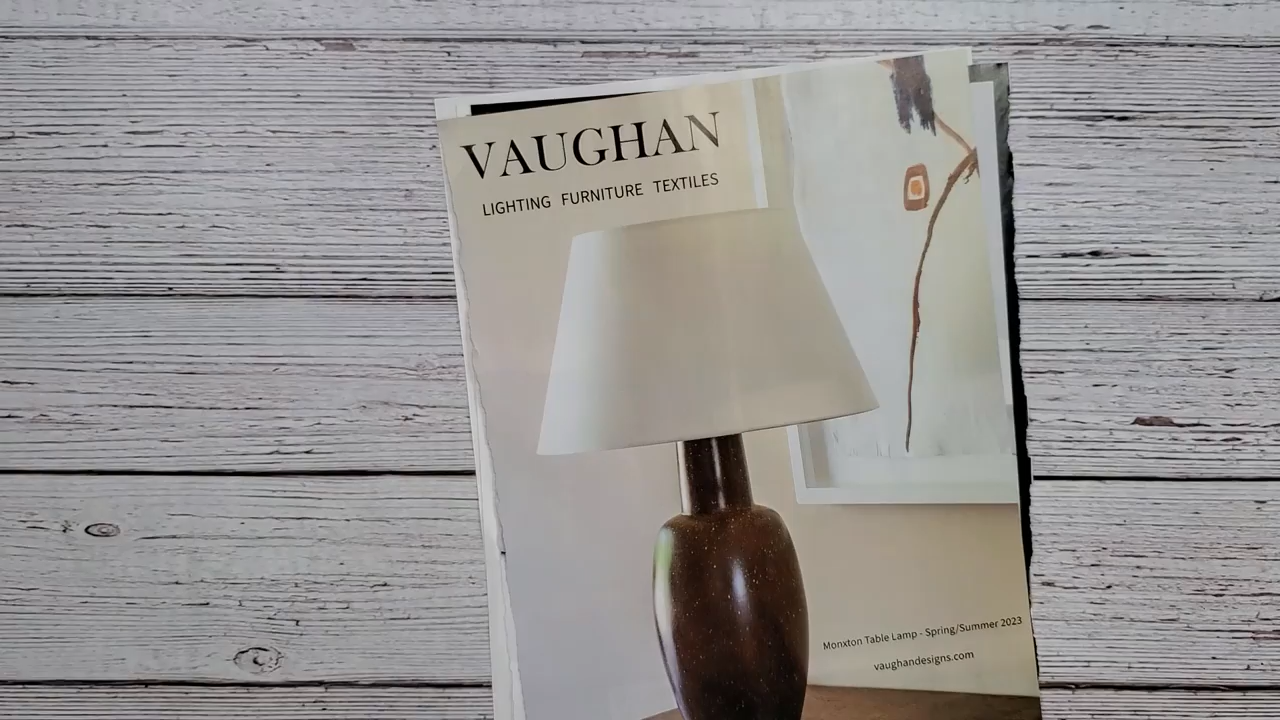 VAUGHAN
LIGHTING FURNITURE TEXTILES
Monxton Table Lamp - Spring/Summer 2023
vaughandesigns.com